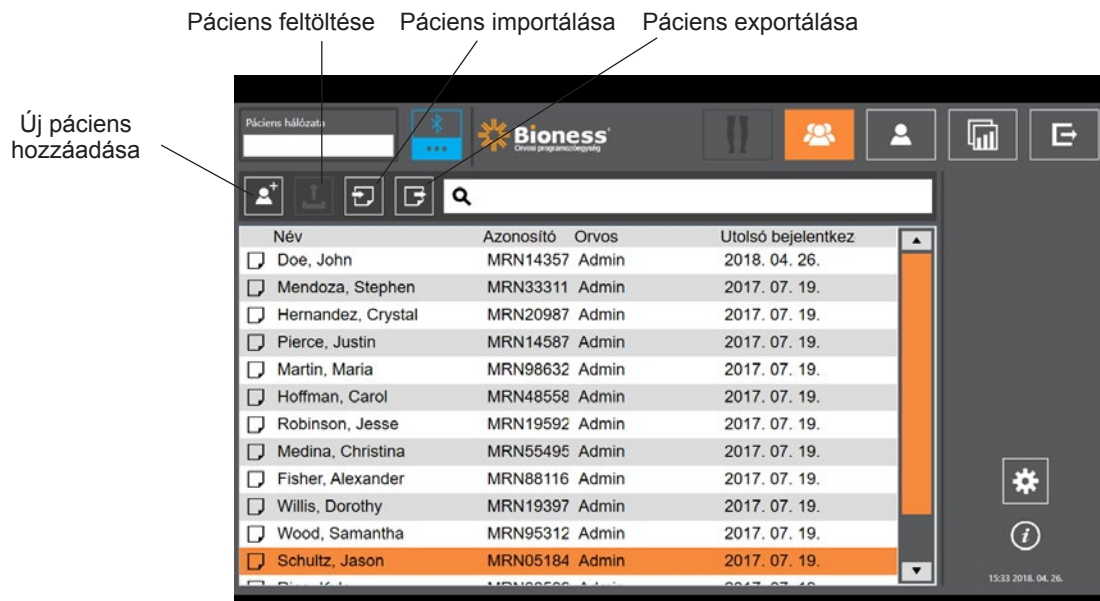 Páciens feltöltése Páciens importálása Páciens exportálása
Új páciens
hozzáadása
Páciens hálózata
Bioness
Orvosi programozóegység
Név Azonosító Orvos Utolsó bejelentkez
Doe, John MRN14357 Admin 2018. 04. 26.
Mendoza, Stephen MRN33311 Admin 2017. 07. 19.
Hernandez, Crystal MRN20987 Admin 2017. 07. 19.
Pierce, Justin MRN14587 Admin 2017. 07. 19.
Martin, Maria MRN98632 Admin 2017. 07. 19.
Hoffman, Carol MRN48558 Admin 2017. 07. 19.
Robinson, Jesse MRN19592 Admin 2017. 07. 19.
Medina, Christina MRN55495 Admin 2017. 07. 19.
Fisher, Alexander MRN88116 Admin 2017. 07. 19.
Willis, Dorothy MRN19397 Admin 2017. 07. 19.
Wood, Samantha MRN95312 Admin 2017. 07. 19.
Schultz, Jason MRN05184 Admin 2017. 07. 19.
15:33 2018. 04. 26.